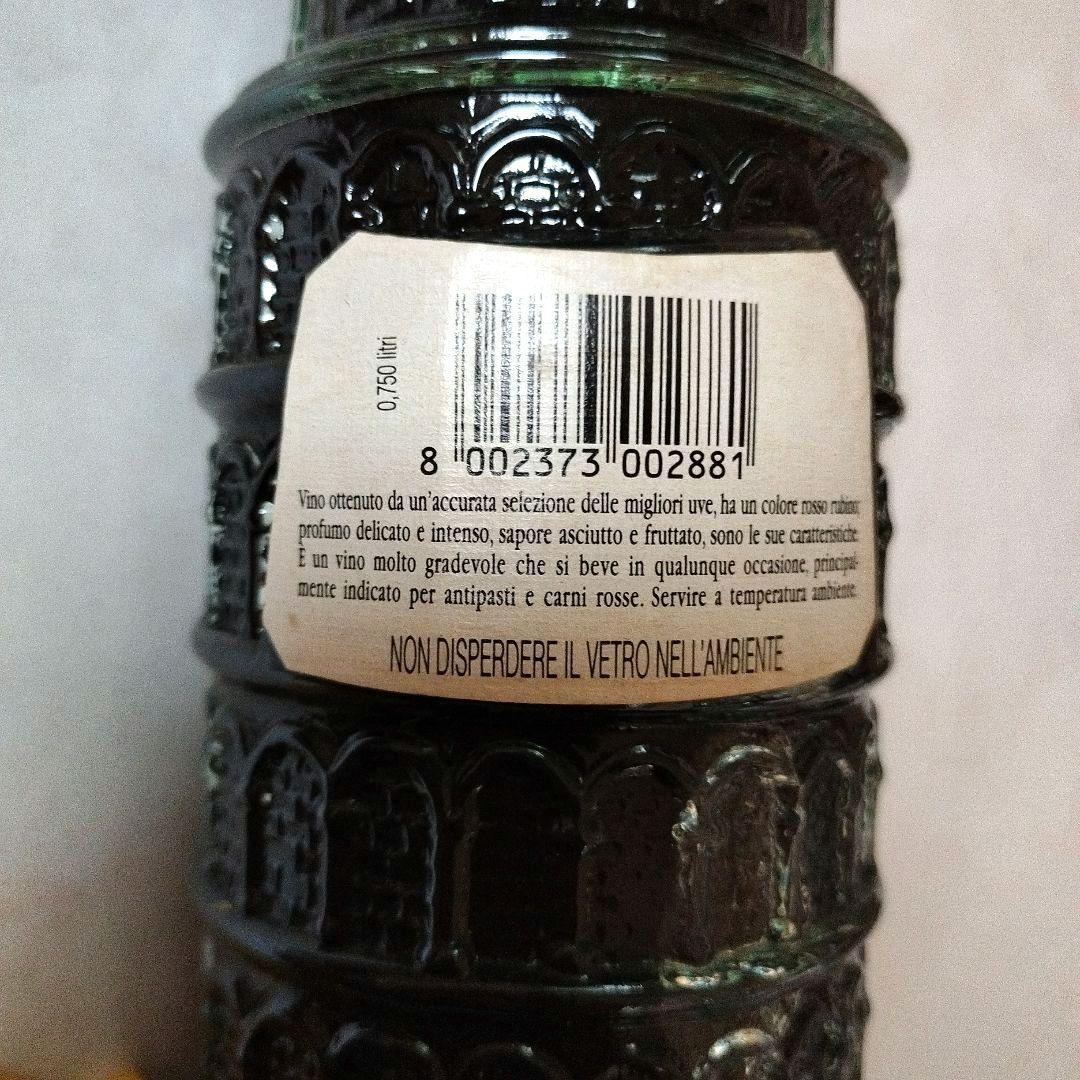 0,750 litri
8 002373 002881
Vino ottenuto da un'accurata selezione delle migliori uve, ha un colore rosso rubino;
profumo delicato e intenso, sapore asciutto e fruttato, sono le sue caratteristiche.
È un vino molto gradevole che si beve in qualunque occasione, principal-
mente indicato per antipasti e carni rosse. Servire a temperatura ambiente.
NON DISPERDERE IL VETRO NELL'AMBIENTE